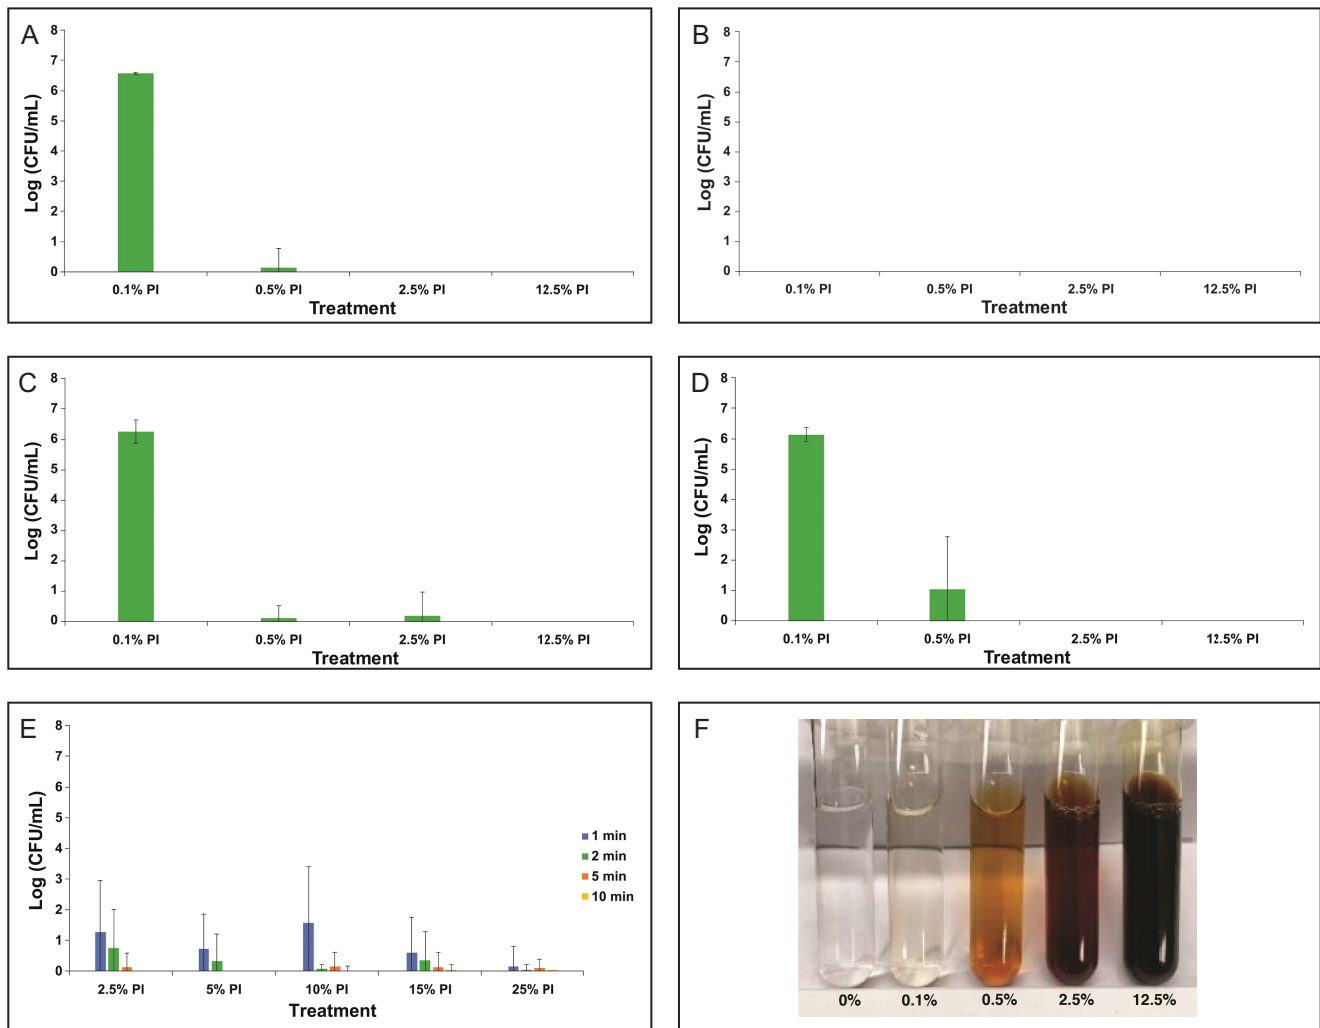 A
Log (CFU/mL)
8
7
6
5
4
3
2
1
0
0.1% PI 0.5% PI 2.5% PI 12.5% PI
Treatment
B
Log (CFU/mL)
8
7
6
5
4
3
2
1
0
0.1% PI 0.5% PI 2.5% PI 12.5% PI
Treatment
C
Log (CFU/mL)
8
7
6
5
4
3
2
1
0
0.1% PI 0.5% PI 2.5% PI 12.5% PI
Treatment
D
Log (CFU/mL)
8
7
6
5
4
3
2
1
0
0.1% PI 0.5% PI 2.5% PI 12.5% PI
Treatment
E
Log (CFU/mL)
8
7
6
5
4
3
2
1
0
1 min
2 min
5 min
10 min
2.5% PI 5% PI 10% PI 15% PI 25% PI
Treatment
F
0% 0.1% 0.5% 2.5% 12.5%